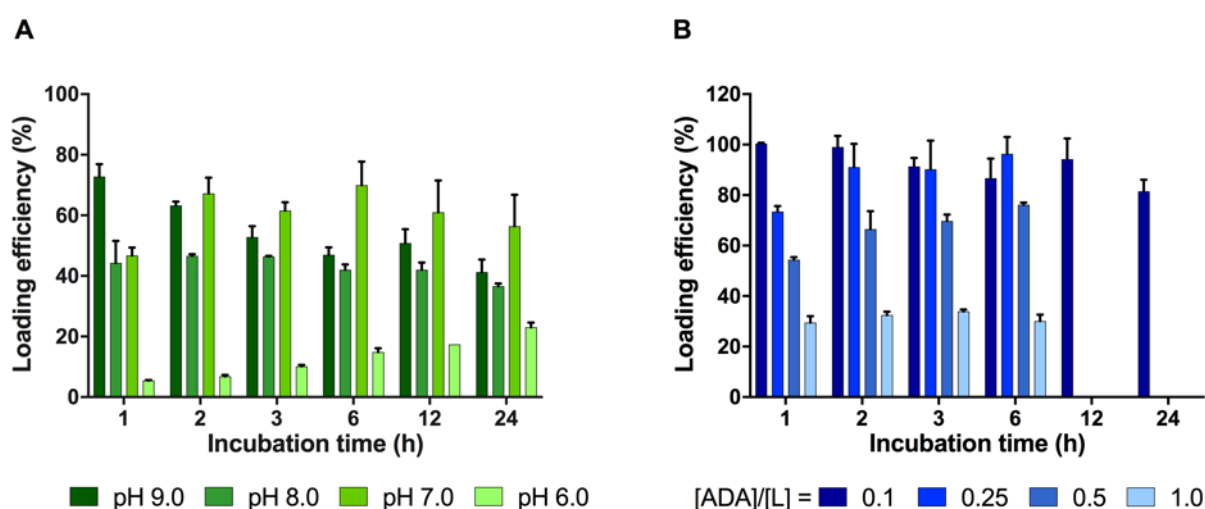 A
Loading efficiency (%)
100
80
60
40
20
0
1 2 3 6 12 24
Incubation time (h)
pH 9.0 pH 8.0 pH 7.0 pH 6.0
B
Loading efficiency (%)
120
100
80
60
40
20
0
1 2 3 6 12 24
Incubation time (h)
[ADA]/[L] = 0.1 0.25 0.5 1.0